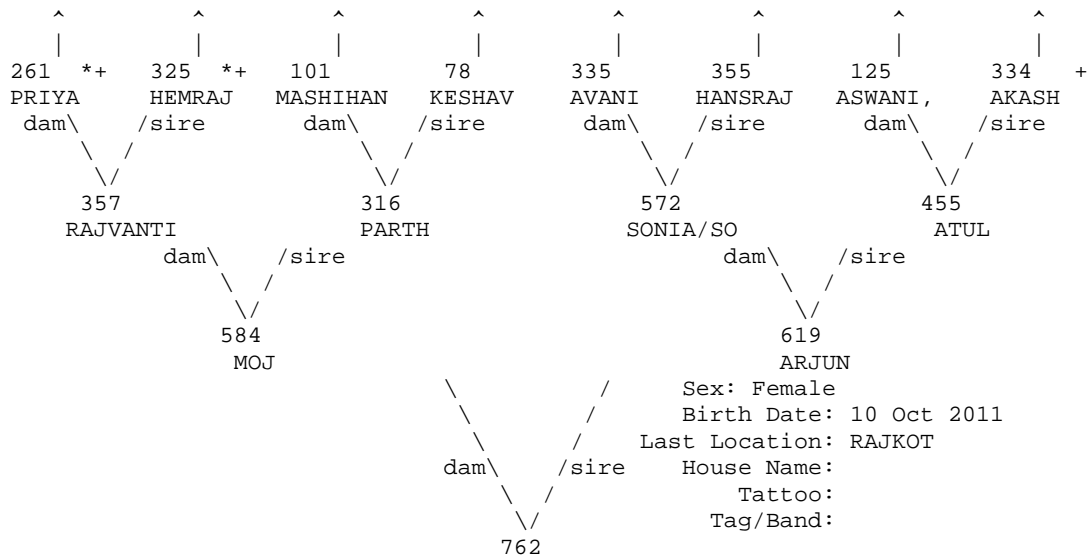 ^ ^ ^ ^ ^ ^ ^ ^
| | | | | | | |
261 *+ 325 *+ 101 78 335 355 125 334 +
PRIYA HEMRAJ MASHIHAN KESHAV AVANI HANSRAJ ASWANI, AKASH
dam\ /sire dam\ /sire dam\ /sire dam\ /sire
\ / \ / \ / \ /
\/ \/ \/ \/
357 316 572 455
RAJVANTI PARTH SONIA/SO ATUL
dam\ /sire dam\ /sire
\ / \ /
\/ \/
584 619
MOJ ARJUN
\ / Sex: Female
\ / Birth Date: 10 Oct 2011
\ / Last Location: RAJKOT
dam\ /sire House Name:
\ / Tattoo:
\/ Tag/Band:
762